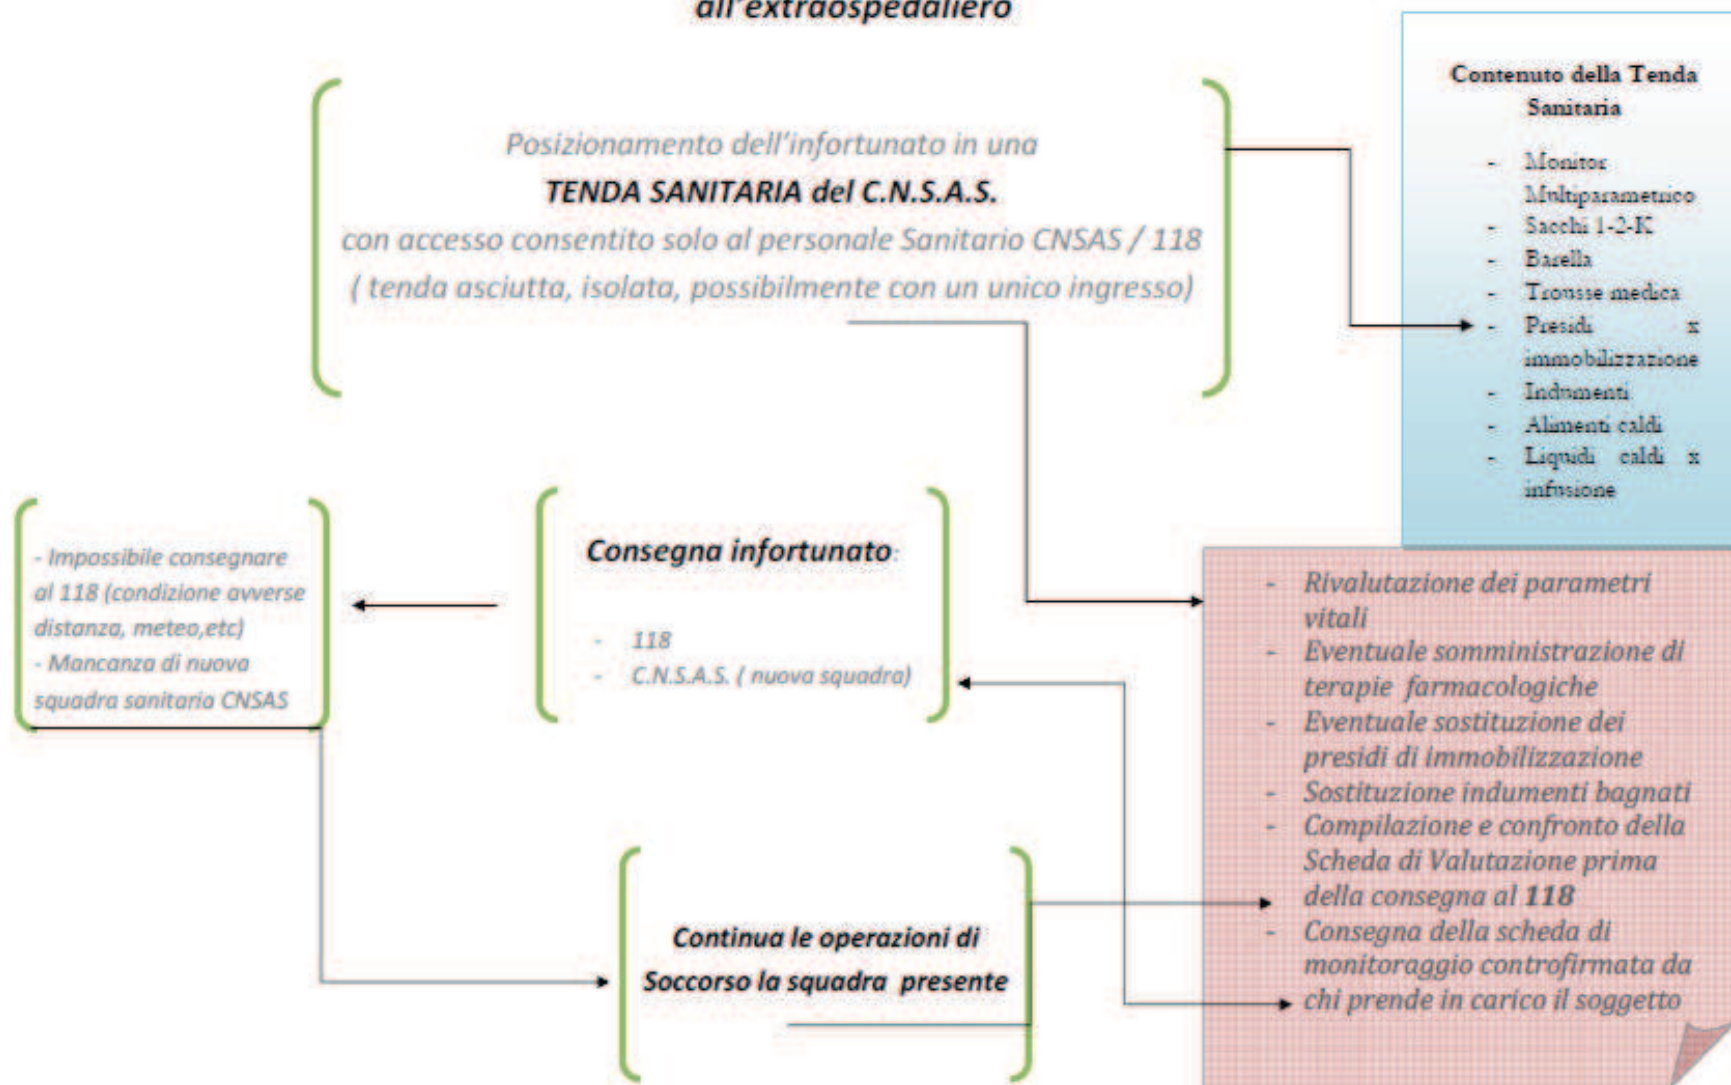 all'extraospedaliero
Posizionamento dell'infortunato in una
TENDA SANITARIA del C.N.S.A.S.
con accesso consentito solo al personale Sanitario CNSAS / 118
( tenda asciutta, isolata, possibilmente con un unico ingresso)
Contenuto della Tenda
Sanitaria
- Monitor
Multiparametrico
- Sacchi 1-2-K
- Barella
- Trousse medica
- Presidi x
immobilizzazione
- Indumenti
- Alimenti caldi
- Liquidi caldi x
infusione
- Impossibile consegnare
al 118 (condizione avverse
distanza, meteo,etc)
- Mancanza di nuova
squadra sanitaria CNSAS
Consegna infortunato:
- 118
- C.N.S.A.S. ( nuova squadra)
- Rivalutazione dei parametri
vitali
- Eventuale somministrazione di
terapie farmacologiche
- Eventuale sostituzione dei
presidi di immobilizzazione
- Sostituzione indumenti bagnati
- Compilazione e confronto della
Scheda di Valutazione prima
della consegna al 118
- Consegna della scheda di
monitoraggio controfirmata da
chi prende in carico il soggetto
Continua le operazioni di
Soccorso la squadra presente